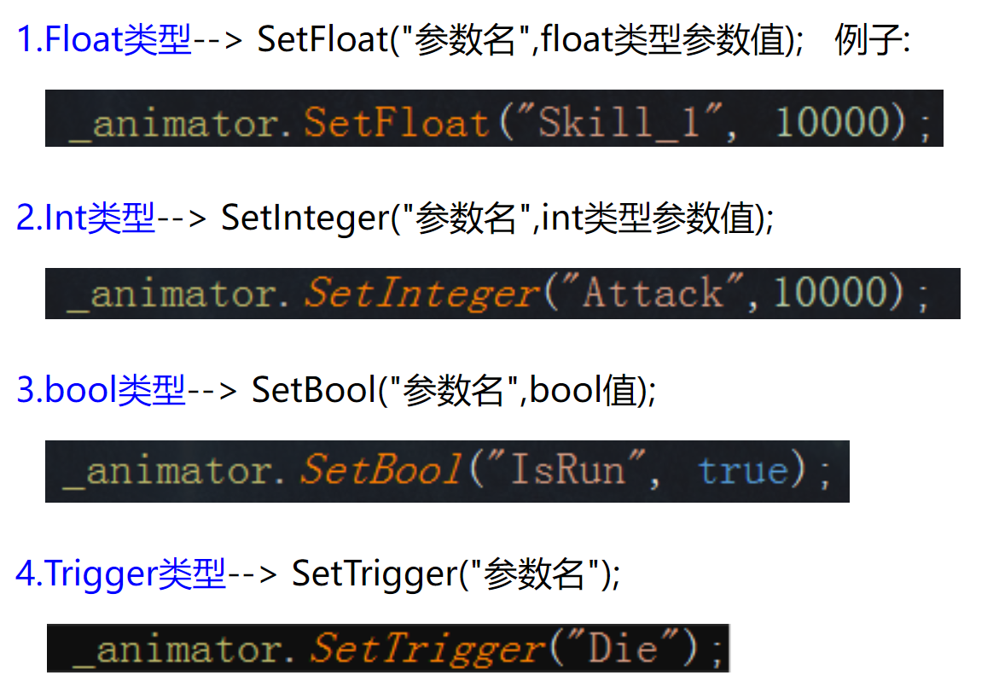 1.Float类型--> SetFloat("参数名",float类型参数值); 例子:
_animator.SetFloat("Skill_1", 10000);
2.Int类型--> SetInteger("参数名",int类型参数值);
_animator.SetInteger("Attack",10000);
3.bool类型--> SetBool("参数名",bool值);
_animator.SetBool("IsRun", true);
4.Trigger类型--> SetTrigger("参数名");
_animator.SetTrigger("Die");